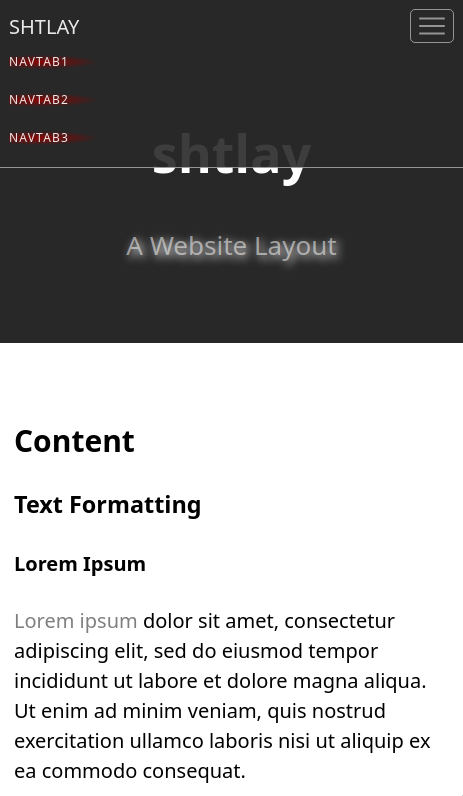 SHTLAY
NAVTAB1
NAVTAB2
NAVTAB3
shtlay
A Website Layout
Content
Text Formatting
Lorem Ipsum
Lorem ipsum dolor sit amet, consectetur
adipiscing elit, sed do eiusmod tempor
incididunt ut labore et dolore magna aliqua.
Ut enim ad minim veniam, quis nostrud
exercitation ullamco laboris nisi ut aliquip ex
ea commodo consequat.